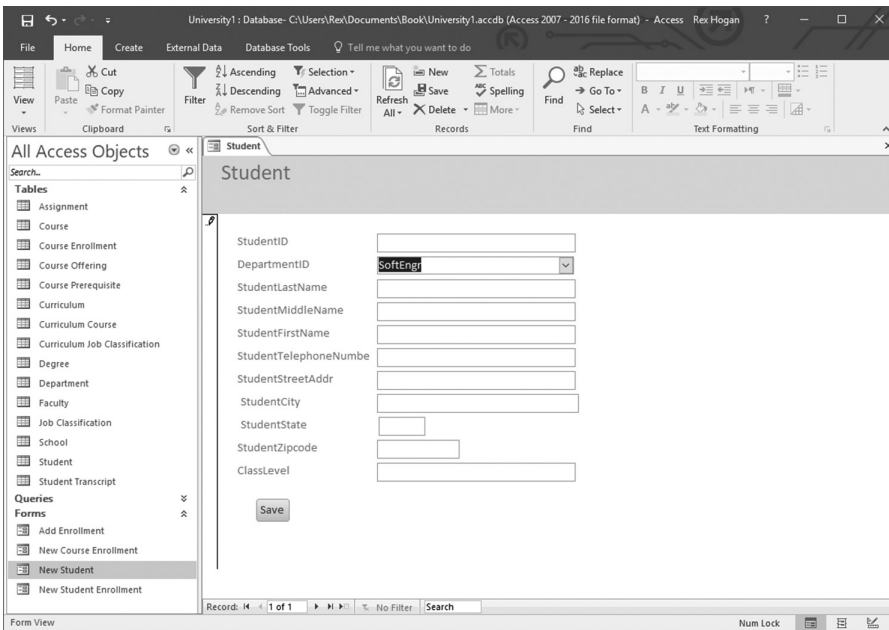 University1 : Database- C:\Users\Rex\Documents\Book\University1.accdb (Access 2007 - 2016 file format) - Access Rex Hogan ?
File Home Create External Data Database Tools Tell me what you want to do
View
Views
Paste
Cut
Copy
Format Painter
Clipboard
Filter
Ascending
Descending
Remove Sort
Selection
Advanced
Toggle Filter
Sort & Filter
Refresh
All
New
Save
Delete
Totals
Spelling
More
Records
Find
Replace
Go To
Select
Find
B I U
A
Text Formatting
All Access Objects
Search...
Tables
Assignment
Course
Course Enrollment
Course Offering
Course Prerequisite
Curriculum
Curriculum Course
Curriculum Job Classification
Degree
Department
Faculty
Job Classification
School
Student
Student Transcript
Queries
Forms
Add Enrollment
New Course Enrollment
New Student
New Student Enrollment
Student
Student
StudentID
DepartmentID SoftEngr
StudentLastName
StudentMiddleName
StudentFirstName
StudentTelephoneNumbe
StudentStreetAddr
StudentCity
StudentState
StudentZipcode
ClassLevel
Save
Record: 1 of 1 No Filter Search
Form View Num Lock